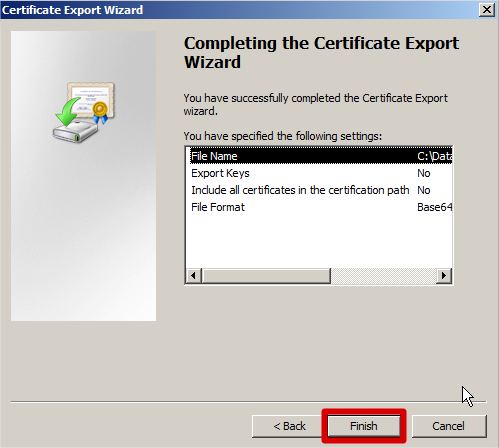 Certificate Export Wizard
Completing the Certificate Export
Wizard
You have successfully completed the Certificate Export
wizard.
You have specified the following settings:
File Name C:\Data
Export Keys No
Include all certificates in the certification path No
File Format Base64
< Back Finish Cancel